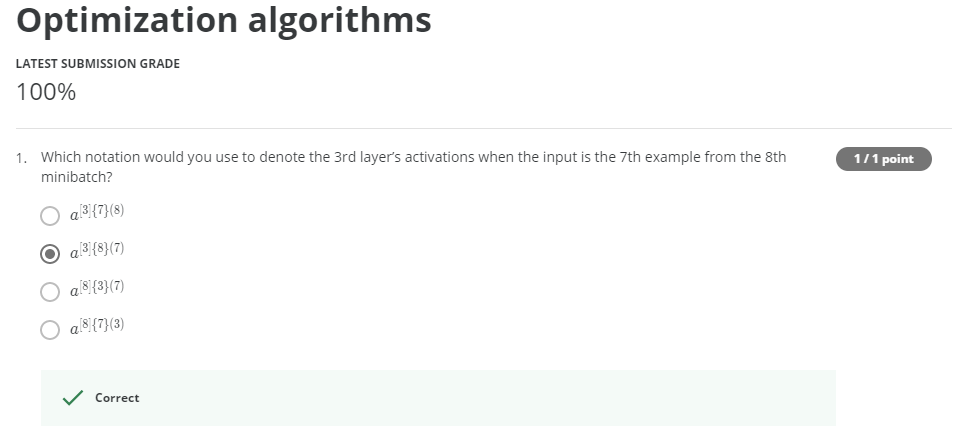 Optimization algorithms
LATEST SUBMISSION GRADE
100%
1. Which notation would you use to denote the 3rd layer's activations when the input is the 7th example from the 8th
minibatch?
1 / 1 point
a^[3]{7}(8)
a^[3]{8}(7)
a^[8]{3}(7)
a^[8]{7}(3)
Correct